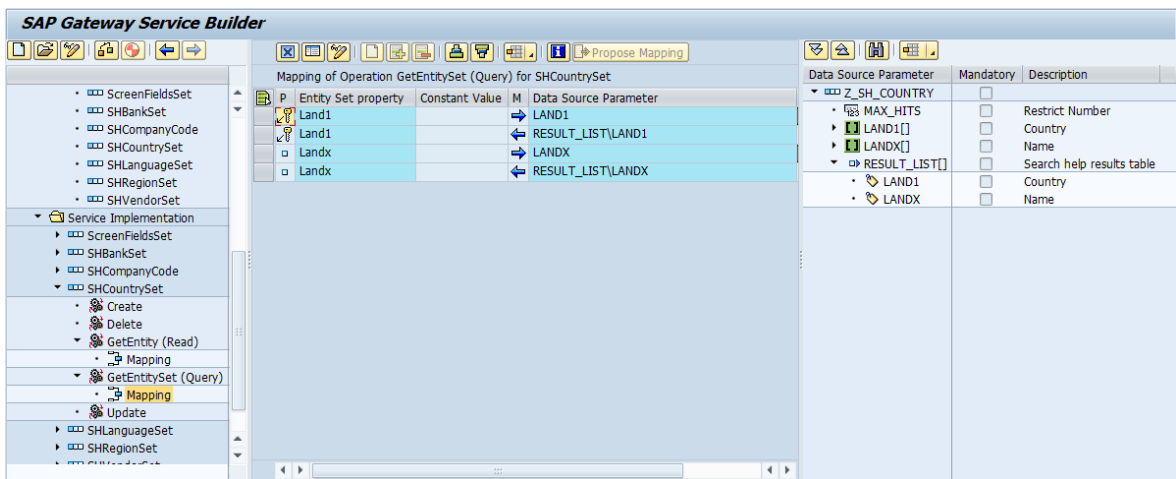 SAP Gateway Service Builder
Propose Mapping
ScreenFieldsSet
SHBankSet
SHCompanyCode
SHCountrySet
SHLanguageSet
SHRegionSet
SHVendorSet
Service Implementation
ScreenFieldsSet
SHBankSet
SHCompanyCode
SHCountrySet
Create
Delete
GetEntity (Read)
Mapping
GetEntitySet (Query)
Mapping
Update
SHLanguageSet
SHRegionSet
Mapping of Operation GetEntitySet (Query) for SHCountrySet
P Entity Set property Constant Value M Data Source Parameter
Land1 LAND1
Land1 RESULT_LIST\LAND1
Landx LANDX
Landx RESULT_LIST\LANDX
Data Source Parameter Mandatory Description
Z_SH_COUNTRY
MAX_HITS Restrict Number
LAND1[] Country
LANDX[] Name
RESULT_LIST[] Search help results table
LAND1 Country
LANDX Name